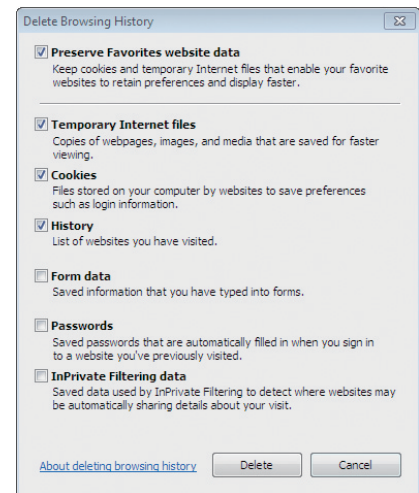 Delete Browsing History
Preserve Favorites website data
Keep cookies and temporary Internet files that enable your favorite
websites to retain preferences and display faster.
Temporary Internet files
Copies of webpages, images, and media that are saved for faster
viewing.
Cookies
Files stored on your computer by websites to save preferences
such as login information.
History
List of websites you have visited.
Form data
Saved information that you have typed into forms.
Passwords
Saved passwords that are automatically filled in when you sign in
to a website you've previously visited.
InPrivate Filtering data
Saved data used by InPrivate Filtering to detect where websites may
be automatically sharing details about your visit.
About deleting browsing history Delete Cancel